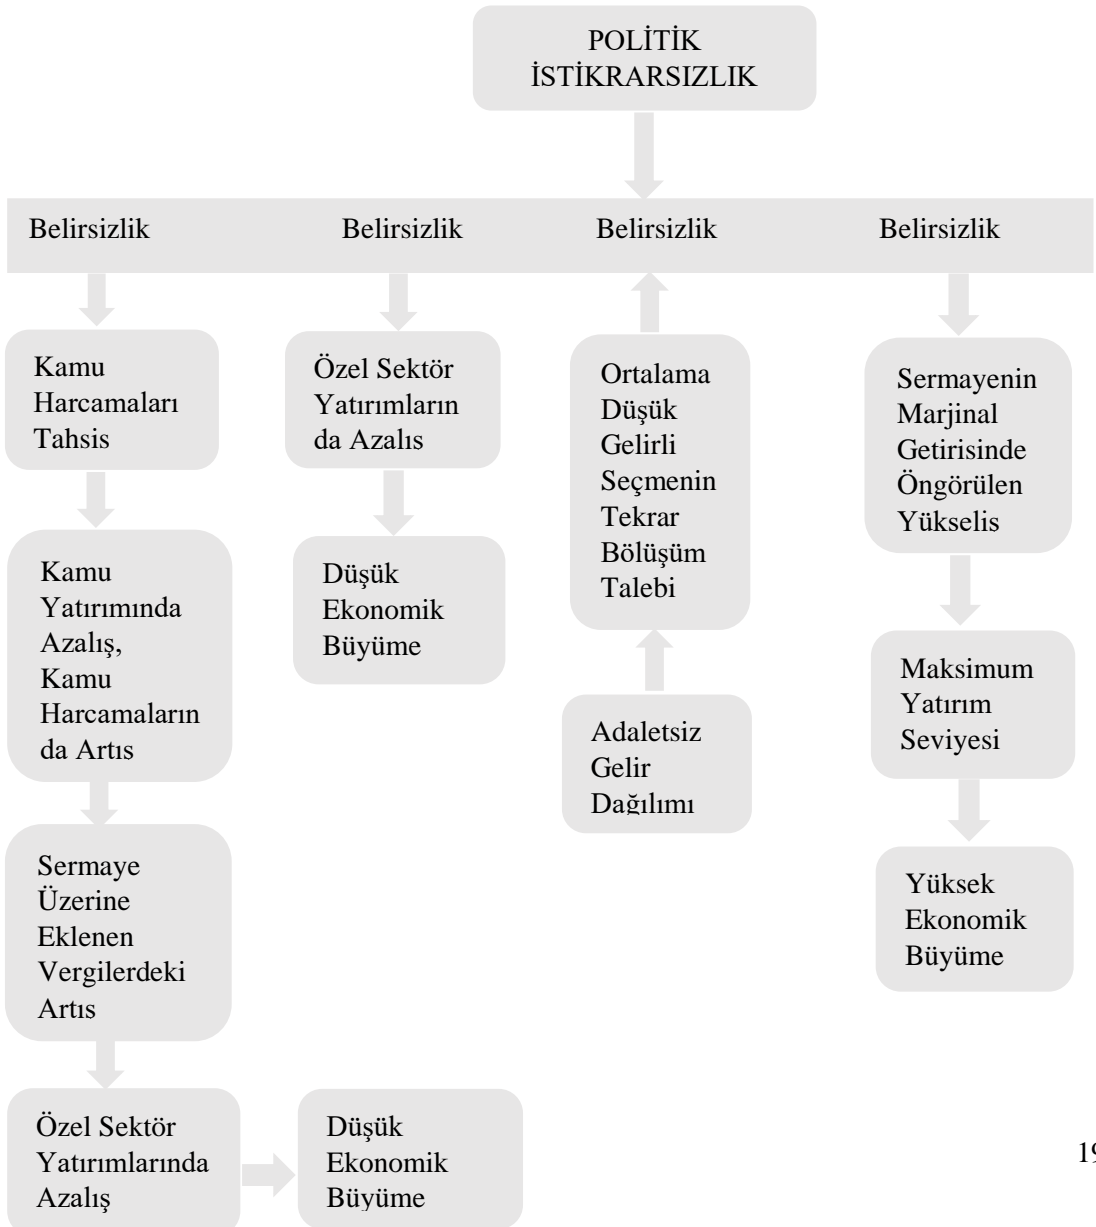 POLİTİK
İSTİKRARSIZLIK
Belirsizlik Belirsizlik Belirsizlik Belirsizlik
Kamu
Harcamaları
Tahsis
Özel Sektör
Yatırımların
da Azalıs
Ortalama
Düşük
Gelirli
Seçmenin
Tekrar
Bölüşüm
Talebi
Sermayenin
Marjinal
Getirisinde
Öngörülen
Yükselis
Kamu
Yatırımında
Azalış,
Kamu
Harcamaların
da Artıs
Düşük
Ekonomik
Büyüme
Adaletsiz
Gelir
Dağılımı
Maksimum
Yatırım
Seviyesi
Sermaye
Üzerine
Eklenen
Vergilerdeki
Artıs
Yüksek
Ekonomik
Büyüme
Özel Sektör
Yatırımlarında
Azalış
Düşük
Ekonomik
Büyüme
19